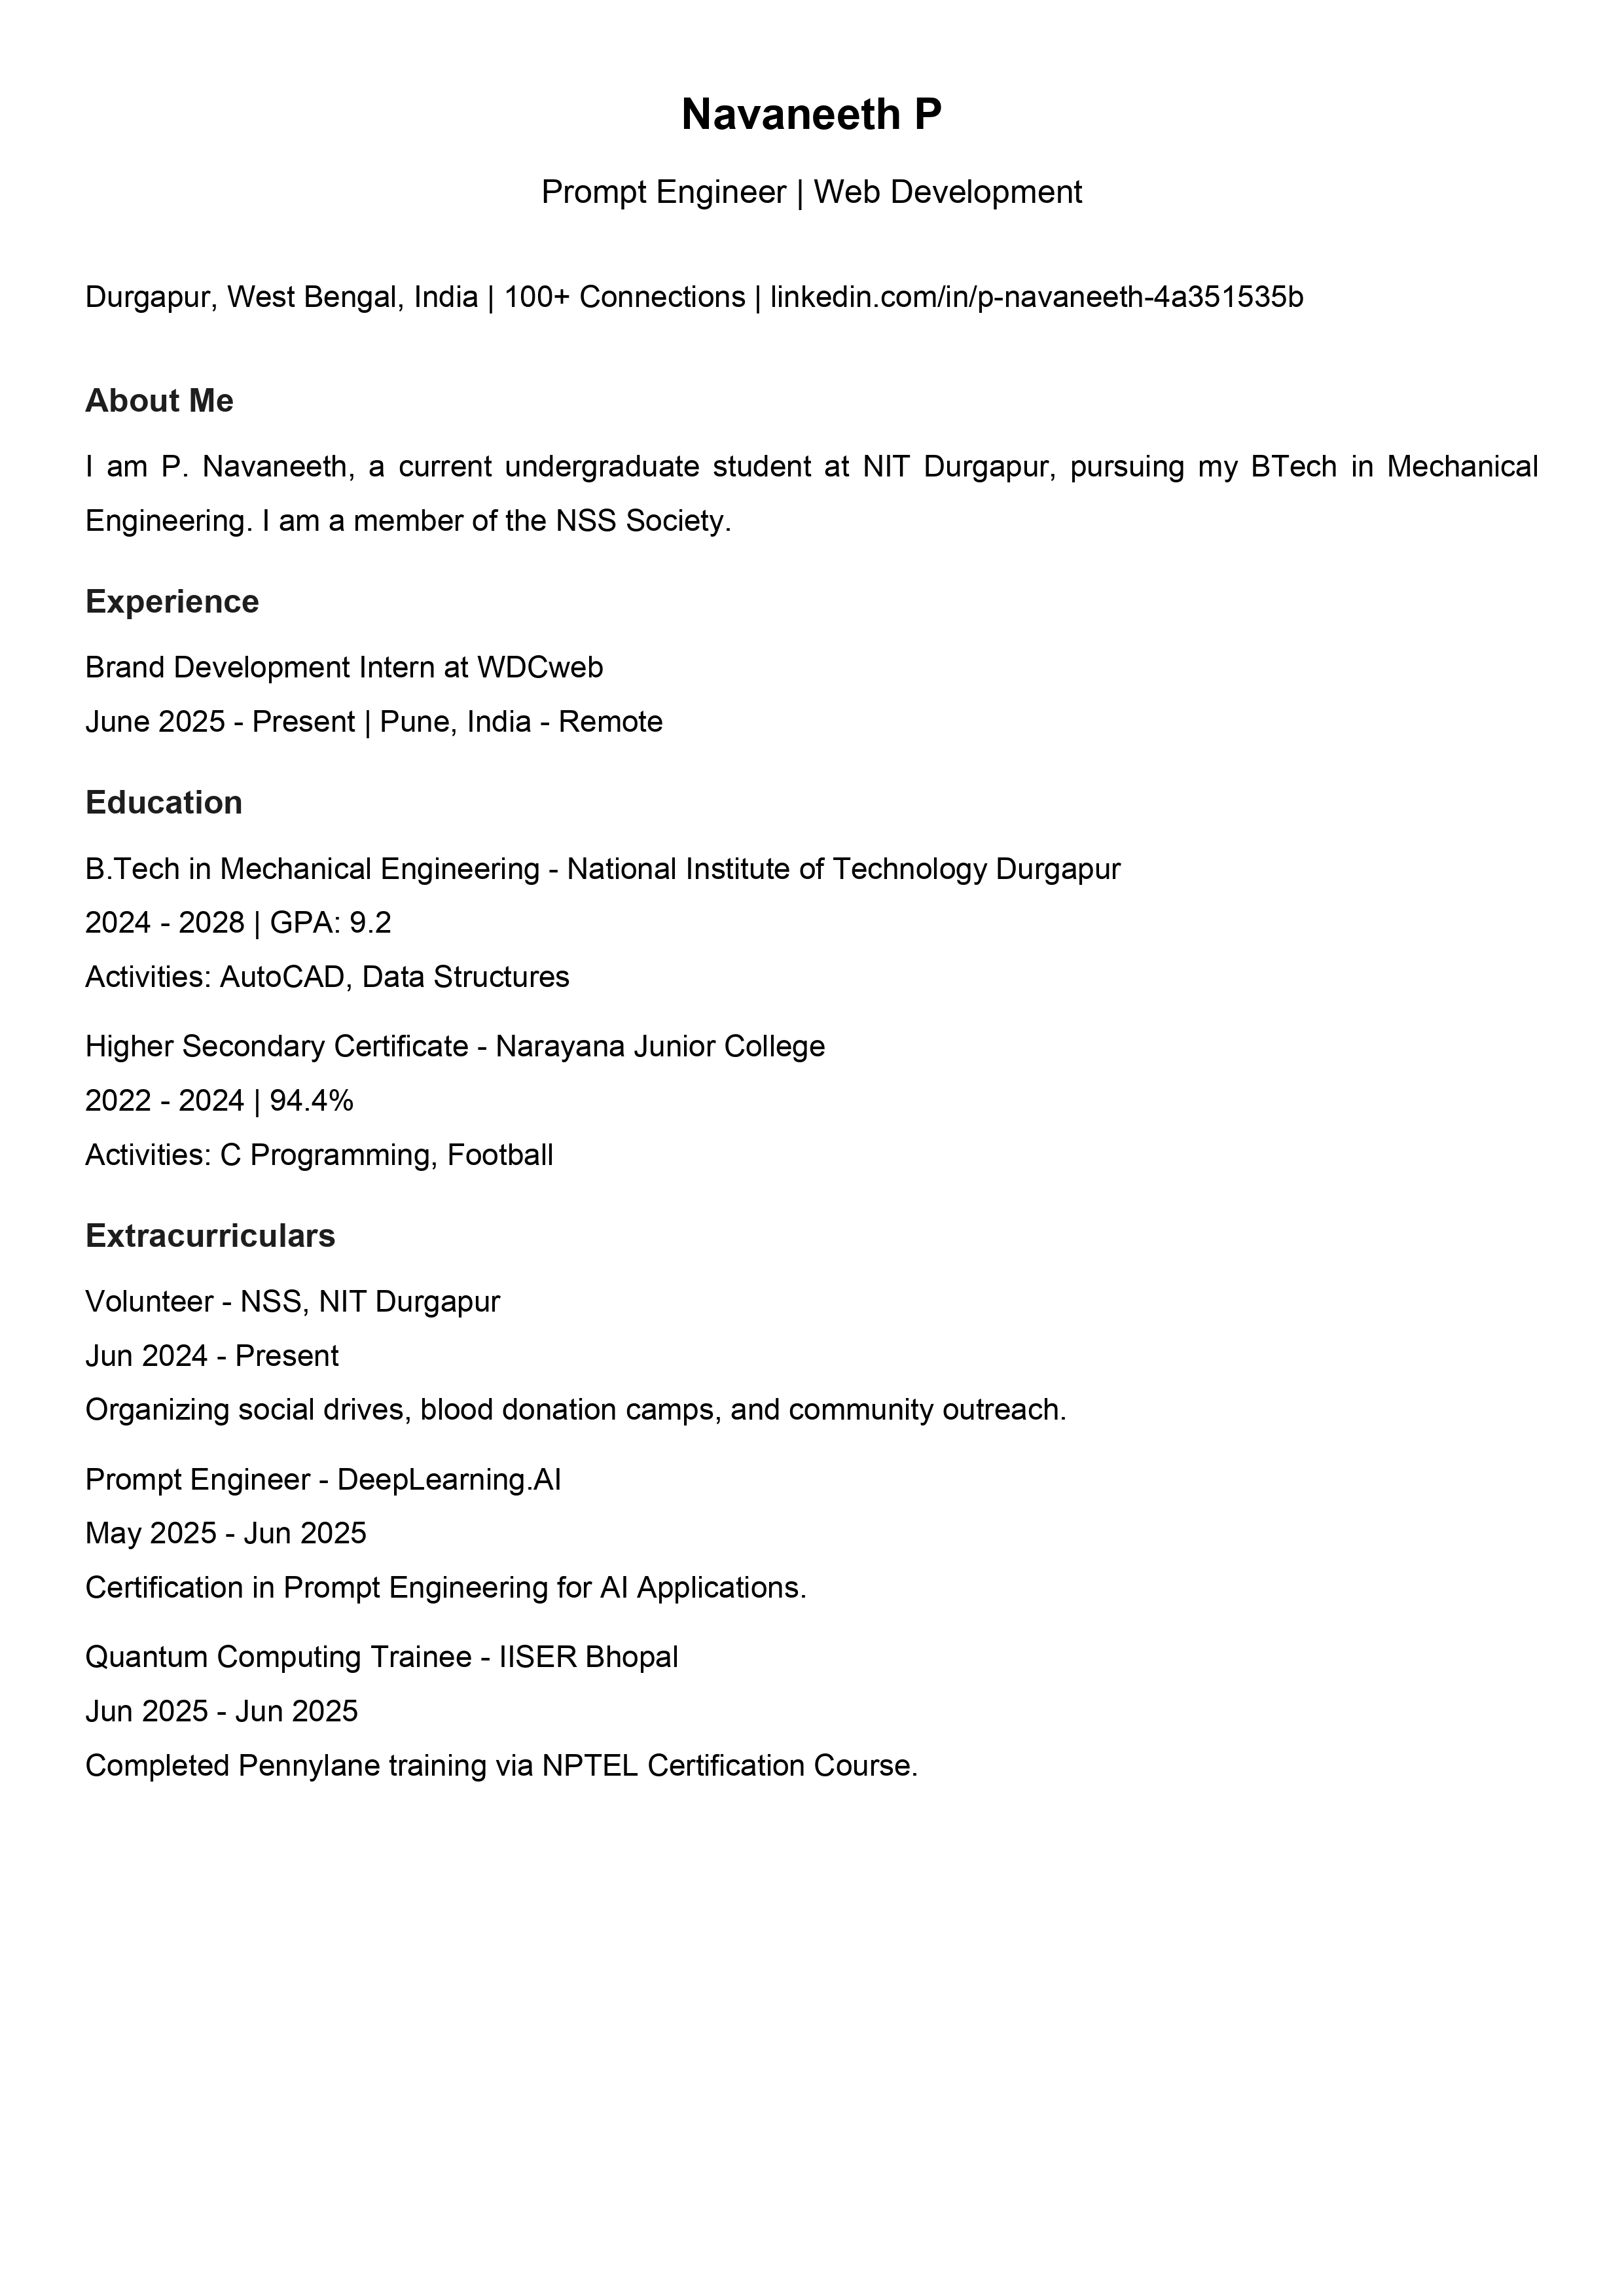 Navaneeth P
Prompt Engineer | Web Development
Durgapur, West Bengal, India | 100+ Connections | linkedin.com/in/p-navaneeth-4a351535b
About Me
I am P. Navaneeth, a current undergraduate student at NIT Durgapur, pursuing my BTech in Mechanical
Engineering. I am a member of the NSS Society.
Experience
Brand Development Intern at WDCweb
June 2025 - Present | Pune, India - Remote
Education
B.Tech in Mechanical Engineering - National Institute of Technology Durgapur
2024 - 2028 | GPA: 9.2
Activities: AutoCAD, Data Structures
Higher Secondary Certificate - Narayana Junior College
2022 - 2024 | 94.4%
Activities: C Programming, Football
Extracurriculars
Volunteer - NSS, NIT Durgapur
Jun 2024 - Present
Organizing social drives, blood donation camps, and community outreach.
Prompt Engineer - DeepLearning.AI
May 2025 - Jun 2025
Certification in Prompt Engineering for AI Applications.
Quantum Computing Trainee - IISER Bhopal
Jun 2025 - Jun 2025
Completed Pennylane training via NPTEL Certification Course.